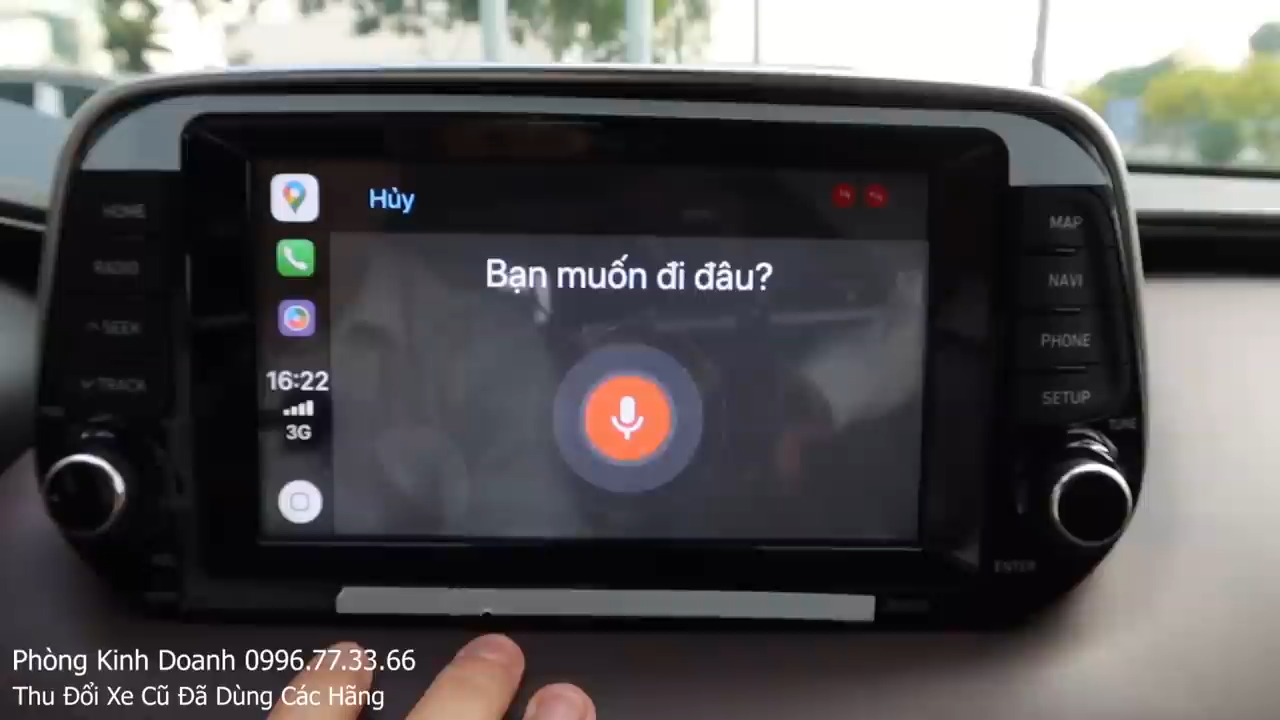 Hủy
Bạn muốn đi đâu?
16:22
3G
HOME
RADIO
SEEK
TRACK
MAP
NAVI
PHONE
SETUP
TUNE
ENTER
Phòng Kinh Doanh 0996.77.33.66
Thu Đổi Xe Cũ Đã Dùng Các Hãng